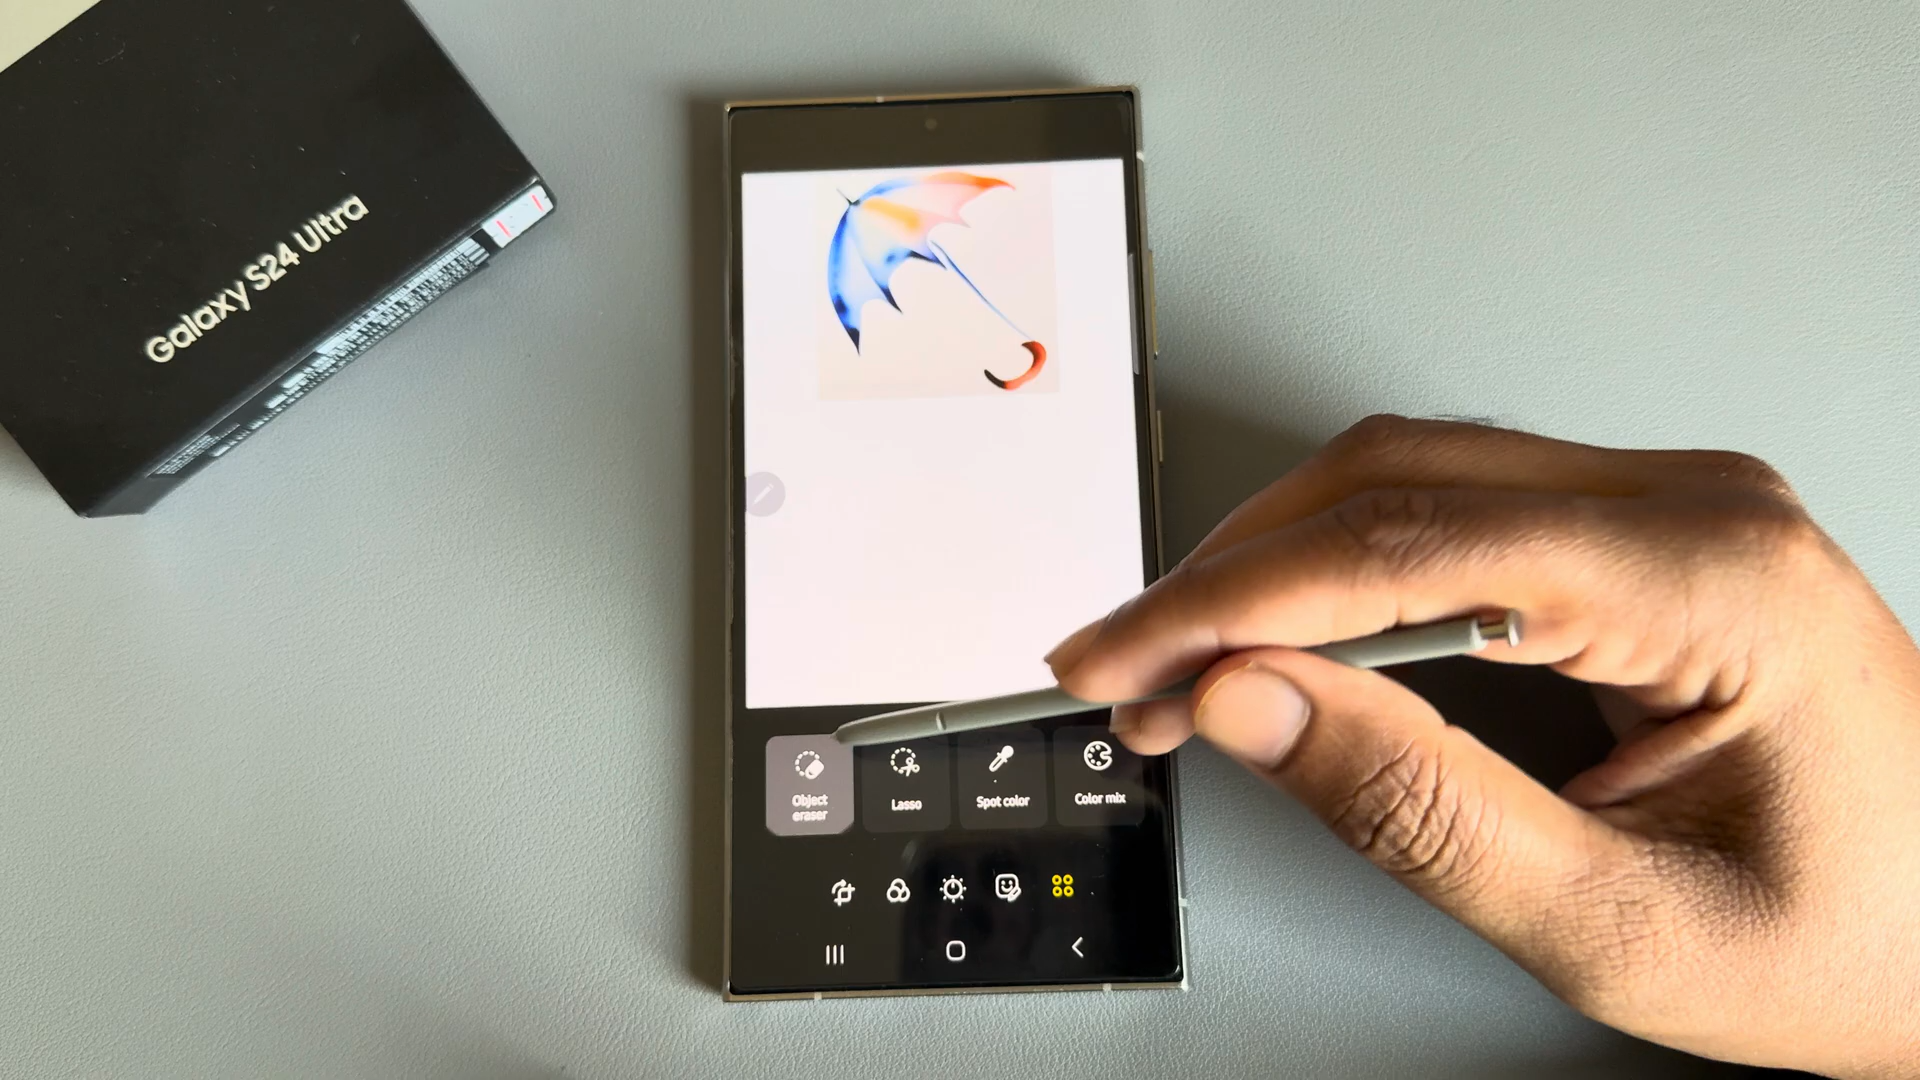 Galaxy S24 Ultra
Object
eraser
Lasso
Spot color
Color mix